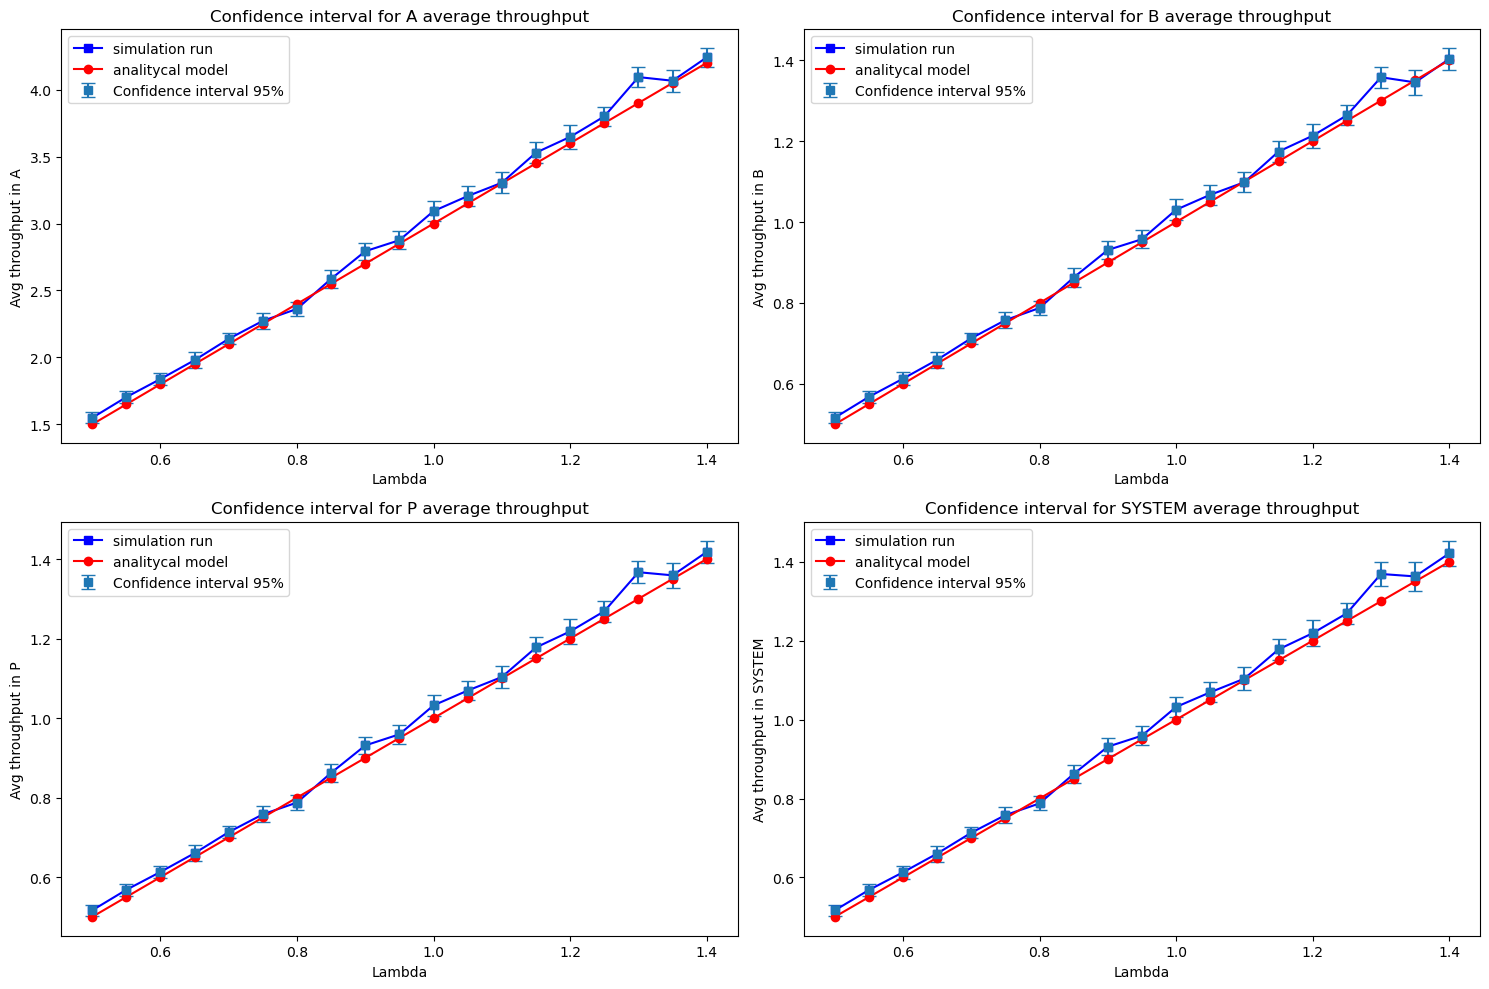 Confidence interval for A average throughput
simulation run
analitycal model
Confidence interval 95%
Avg throughput in A
4.0
3.5
3.0
2.5
2.0
1.5
0.6 0.8 1.0 1.2 1.4
Lambda
Confidence interval for B average throughput
simulation run
analitycal model
Confidence interval 95%
Avg throughput in B
1.4
1.2
1.0
0.8
0.6
0.6 0.8 1.0 1.2 1.4
Lambda
Confidence interval for P average throughput
simulation run
analitycal model
Confidence interval 95%
Avg throughput in P
1.4
1.2
1.0
0.8
0.6
0.6 0.8 1.0 1.2 1.4
Lambda
Confidence interval for SYSTEM average throughput
simulation run
analitycal model
Confidence interval 95%
Avg throughput in SYSTEM
1.4
1.2
1.0
0.8
0.6
0.6 0.8 1.0 1.2 1.4
Lambda